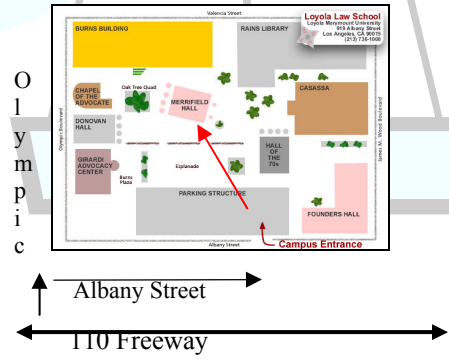 Valencia Street
Loyola Law School
Loyola Marymount University
919 Albany Street
Los Angeles, CA 90015
(213) 736-1000
BURNS BUILDING
RAINS LIBRARY
CHAPEL
OF THE
ADVOCATE
Oak Tree Quad
MERRIFIELD
HALL
CASASSA
DONOVAN
HALL
Olympic Boulevard
James M. Wood Boulevard
GIRARDI
ADVOCACY
CENTER
Burns
Plaza
Esplanade
HALL
OF THE
70s
PARKING STRUCTURE
FOUNDERS HALL
Albany Street
Campus Entrance
Olympic
Albany Street
110 Freeway